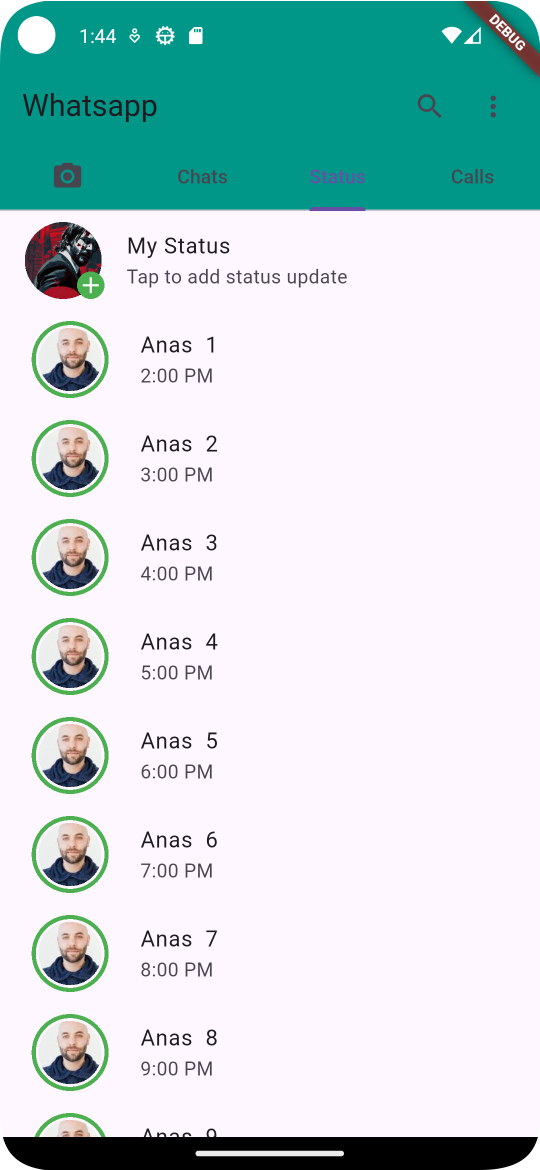 1:44
DEBUG
Whatsapp
Chats Status Calls
My Status
Tap to add status update
Anas 1
2:00 PM
Anas 2
3:00 PM
Anas 3
4:00 PM
Anas 4
5:00 PM
Anas 5
6:00 PM
Anas 6
7:00 PM
Anas 7
8:00 PM
Anas 8
9:00 PM
Anas 9